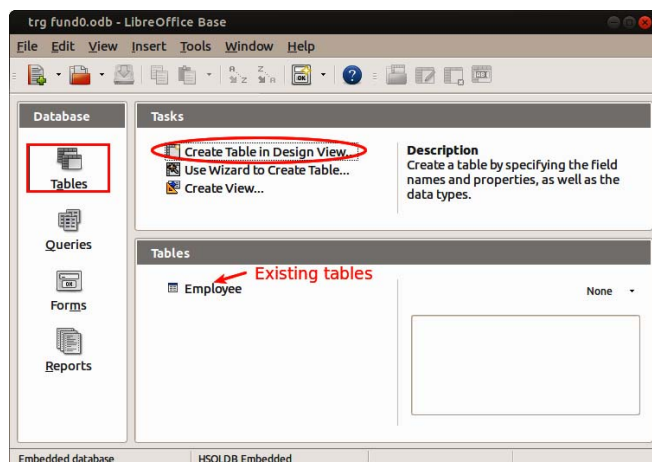 trg fund0.odb - LibreOffice Base
File Edit View Insert Tools Window Help
Database
Tables
Queries
Forms
Reports
Tasks
Create Table in Design View...
Use Wizard to Create Table...
Create View...
Description
Create a table by specifying the field
names and properties, as well as the
data types.
Tables
Existing tables
Employee
None
Embedded database HSQLDB Embedded